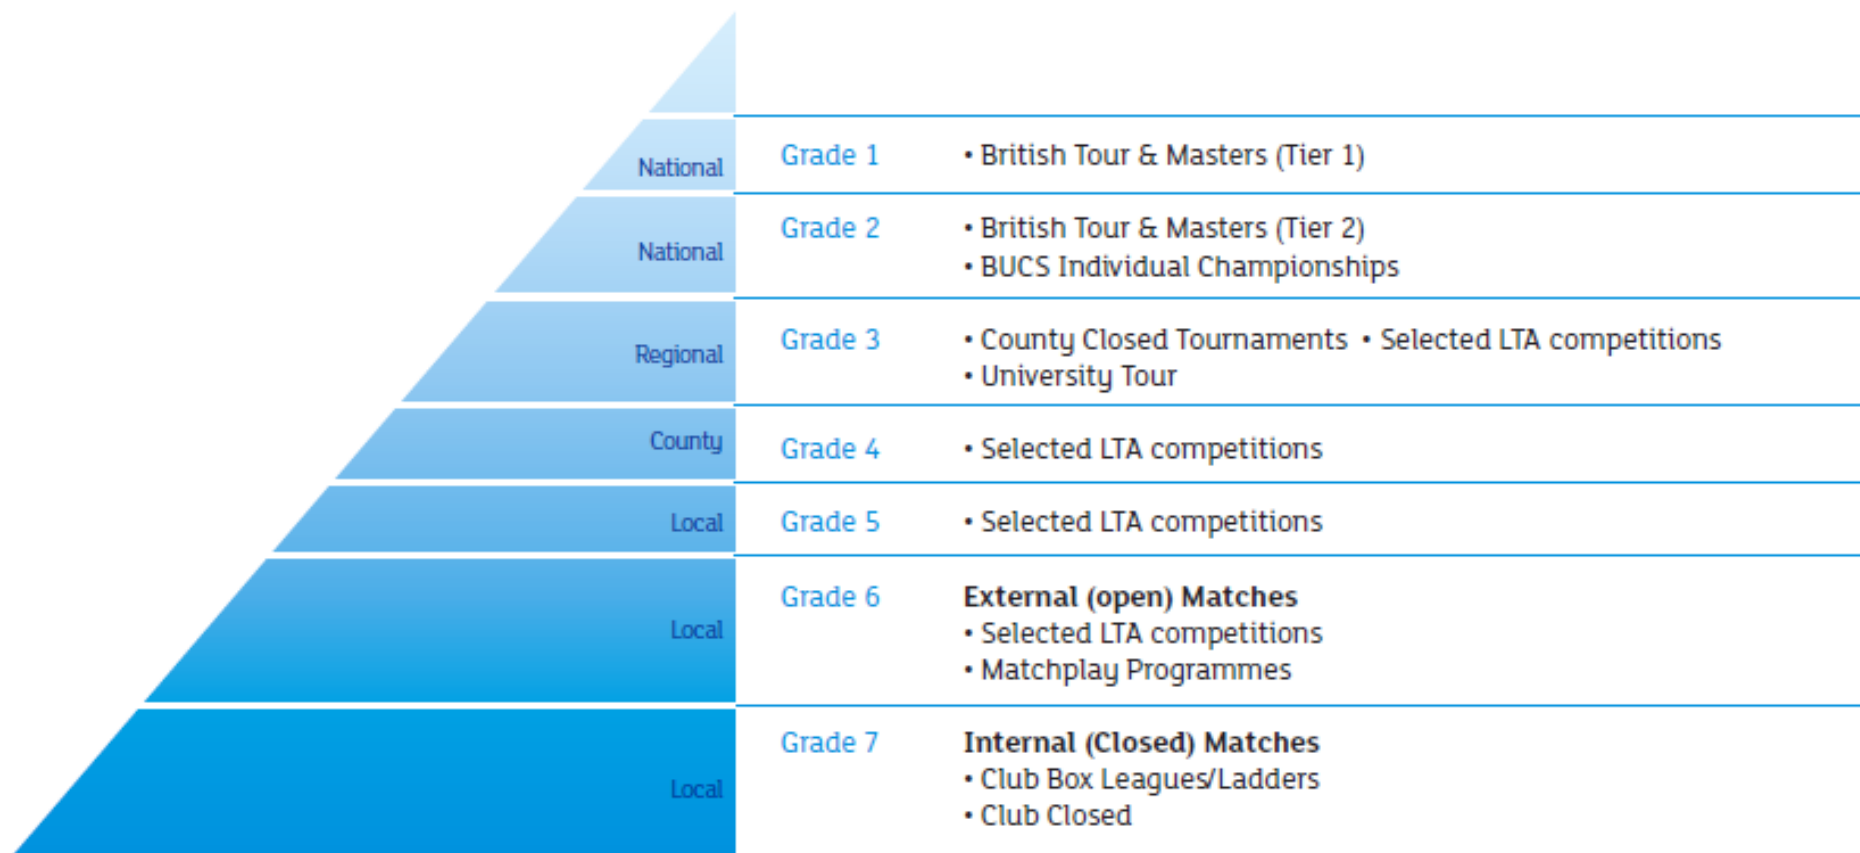 National Grade 1 • British Tour & Masters (Tier 1)
National Grade 2 • British Tour & Masters (Tier 2)
• BUCS Individual Championships
Regional Grade 3 • County Closed Tournaments • Selected LTA competitions
• University Tour
County Grade 4 • Selected LTA competitions
Local Grade 5 • Selected LTA competitions
Local Grade 6 External (open) Matches
• Selected LTA competitions
• Matchplay Programmes
Local Grade 7 Internal (Closed) Matches
• Club Box Leagues/Ladders
• Club Closed